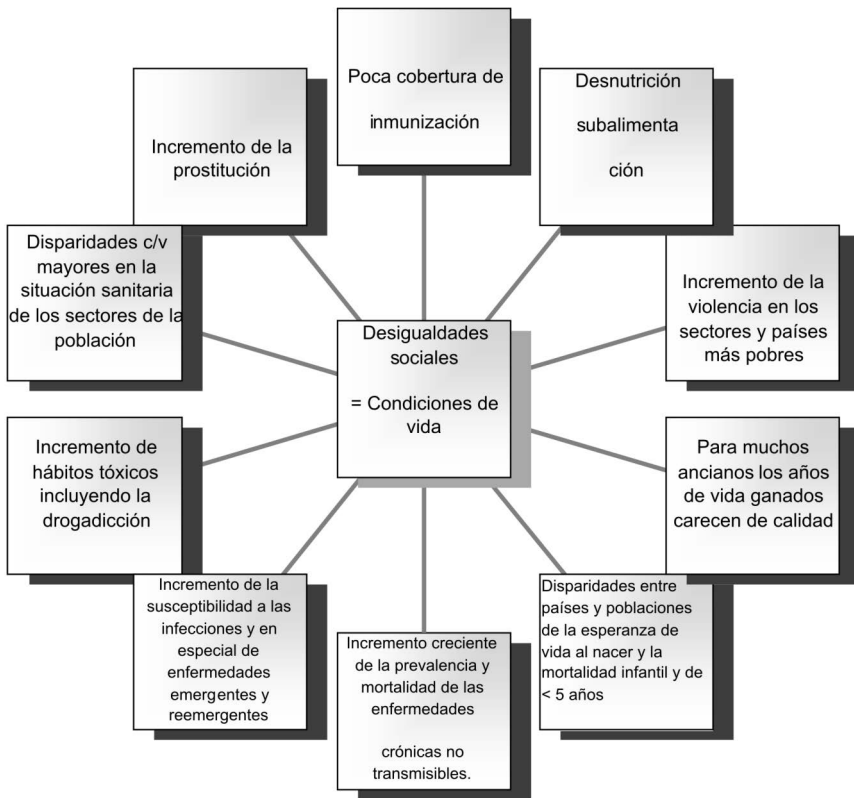 Poca cobertura de
inmunización
Desnutrición
subalimenta
ción
Incremento de la
prostitución
Disparidades c/v
mayores en la
situación sanitaria
de los sectores de la
población
Incremento de la
violencia en los
sectores y países
más pobres
Desigualdades
sociales
= Condiciones de
vida
Incremento de
hábitos tóxicos
incluyendo la
drogadicción
Para muchos
ancianos los años
de vida ganados
carecen de calidad
Incremento de la
susceptibilidad a las
infecciones y en
especial de
enfermedades
emergentes y
reemergentes
Incremento creciente
de la prevalencia y
mortalidad de las
enfermedades
crónicas no
transmisibles.
Disparidades entre
países y poblaciones
de la esperanza de
vida al nacer y la
mortalidad infantil y de
< 5 años